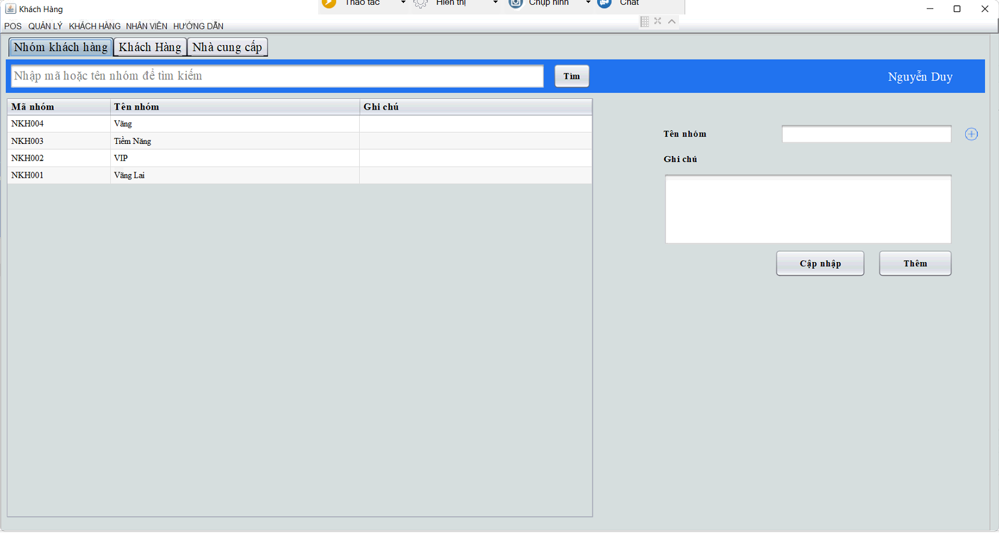 Khách Hàng
Thao tác Hiển thị Chụp hình Chat
POS QUẢN LÝ KHÁCH HÀNG NHÂN VIÊN HƯỚNG DẪN
Nhóm khách hàng Khách Hàng Nhà cung cấp
Nhập mã hoặc tên nhóm để tìm kiếm Tìm Nguyễn Duy
Mã nhóm Tên nhóm Ghi chú
NKH004 Vãng
NKH003 Tiềm Năng
NKH002 VIP
NKH001 Vãng Lai
Tên nhóm
Ghi chú
Cập nhập Thêm